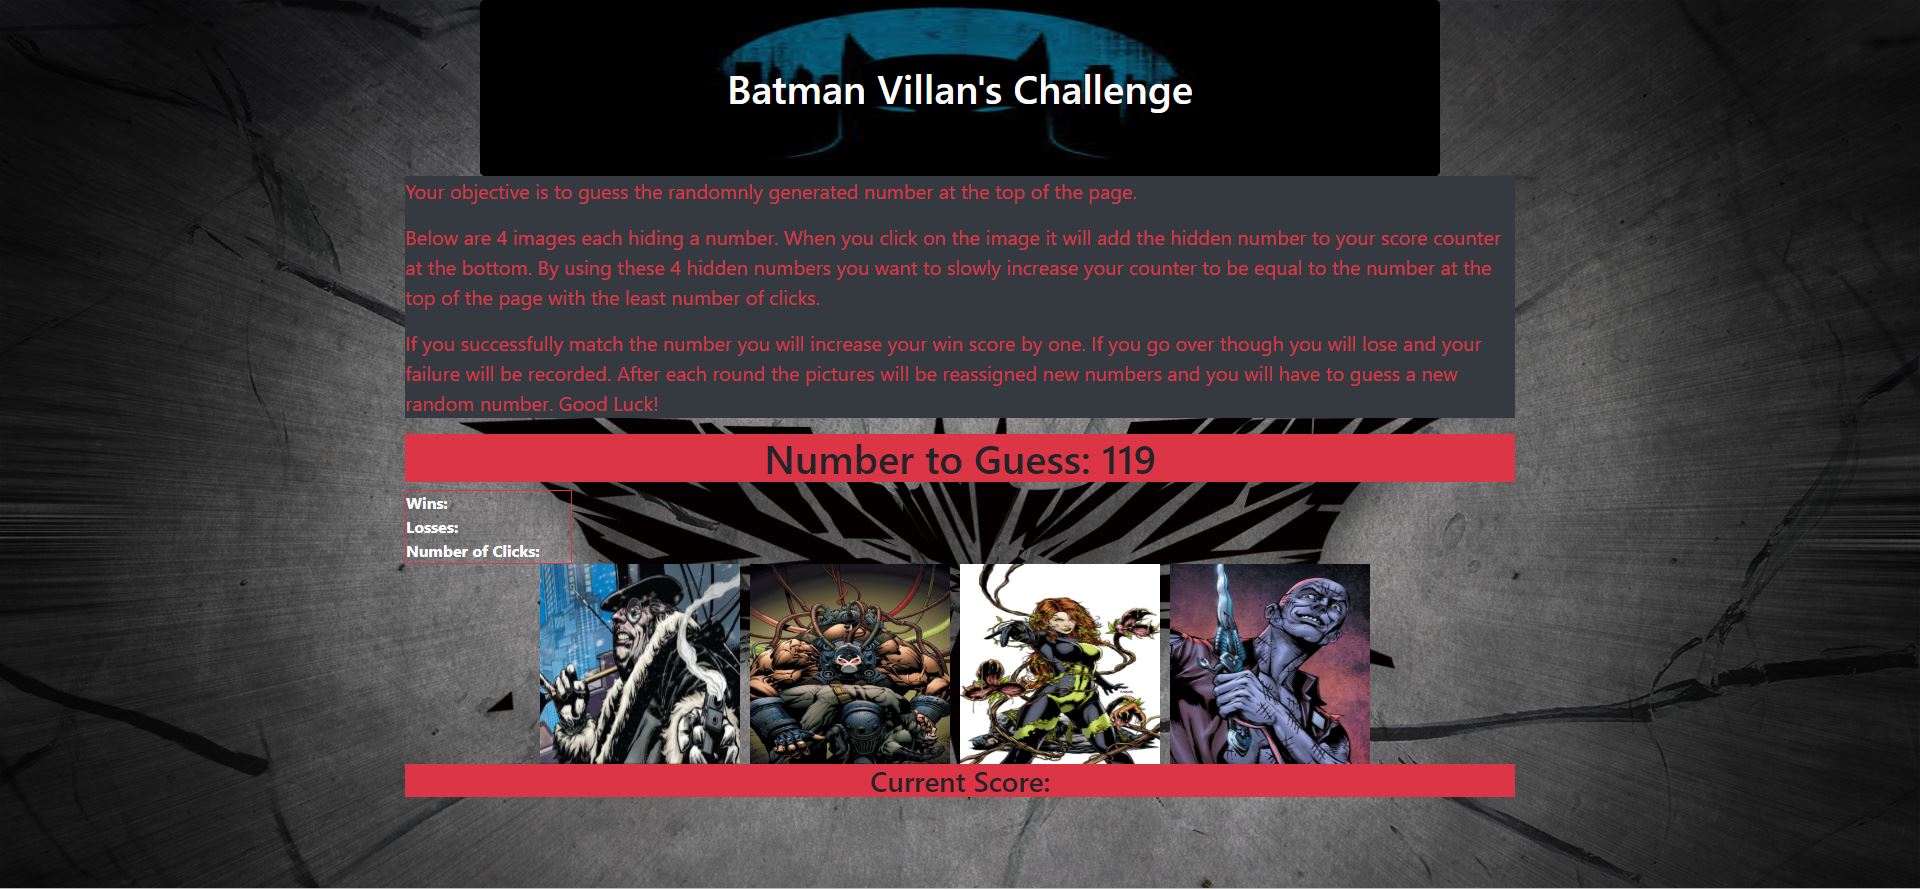 Batman Villan's Challenge
Your objective is to guess the randomnly generated number at the top of the page.
Below are 4 images each hiding a number. When you click on the image it will add the hidden number to your score counter
at the bottom. By using these 4 hidden numbers you want to slowly increase your counter to be equal to the number at the
top of the page with the least number of clicks.
If you successfully match the number you will increase your win score by one. If you go over though you will lose and your
failure will be recorded. After each round the pictures will be reassigned new numbers and you will have to guess a new
random number. Good Luck!
Number to Guess: 119
Wins:
Losses:
Number of Clicks:
Current Score: